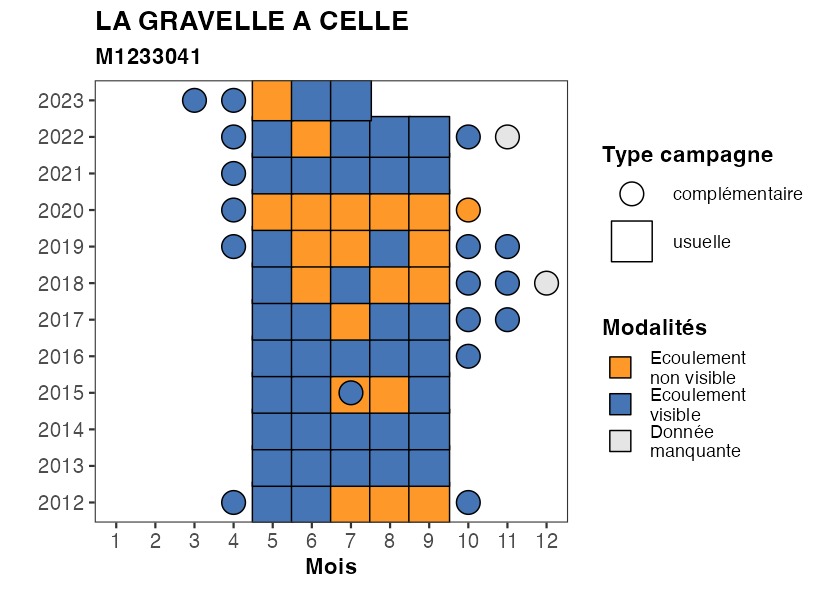 LA GRAVELLE A CELLE
M1233041
2023
2022
2021
2020
2019
2018
2017
2016
2015
2014
2013
2012
1 2 3 4 5 6 7 8 9 10 11 12
Mois
Type campagne
complémentaire
usuelle
Modalités
Ecoulement
non visible
Ecoulement
visible
Donnée
manquante